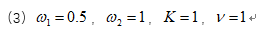 (3) ω₁ = 0.5 , ω₂ = 1 , K = 1 , ν = 1↵